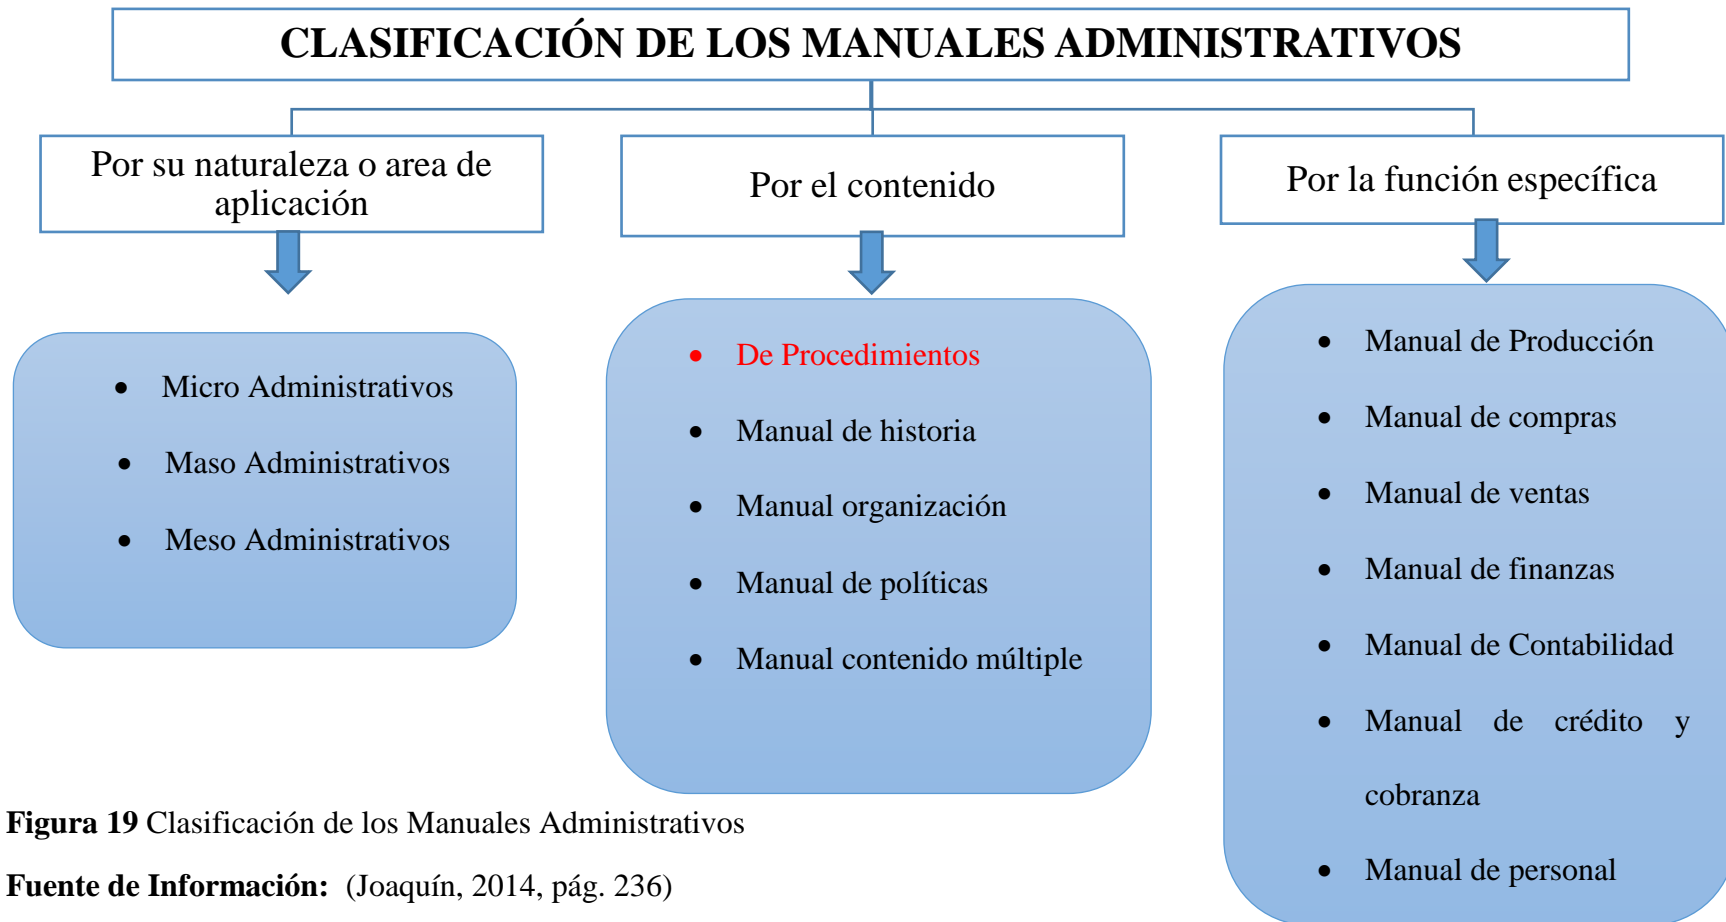 CLASIFICACIÓN DE LOS MANUALES ADMINISTRATIVOS
Por su naturaleza o area de
aplicación
Por el contenido
Por la función específica
• Micro Administrativos
• Maso Administrativos
• Meso Administrativos
• De Procedimientos
• Manual de historia
• Manual organización
• Manual de políticas
• Manual contenido múltiple
• Manual de Producción
• Manual de compras
• Manual de ventas
• Manual de finanzas
• Manual de Contabilidad
• Manual de crédito y
cobranza
• Manual de personal
Figura 19 Clasificación de los Manuales Administrativos
Fuente de Información: (Joaquín, 2014, pág. 236)